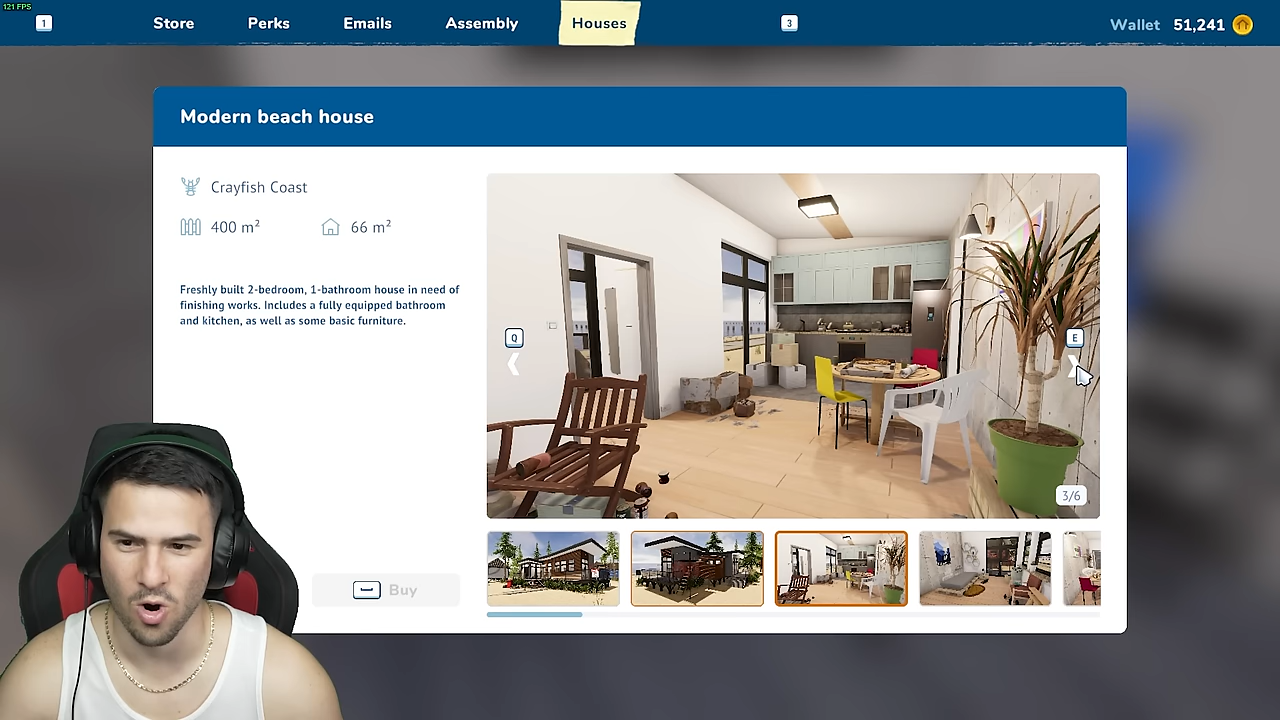 121 FPS
1
Store
Perks
Emails
Assembly
Houses
3
Wallet 51,241
Modern beach house
Crayfish Coast
400 m²
66 m²
Freshly built 2-bedroom, 1-bathroom house in need of
finishing works. Includes a fully equipped bathroom
and kitchen, as well as some basic furniture.
Q
E
3/6
Buy